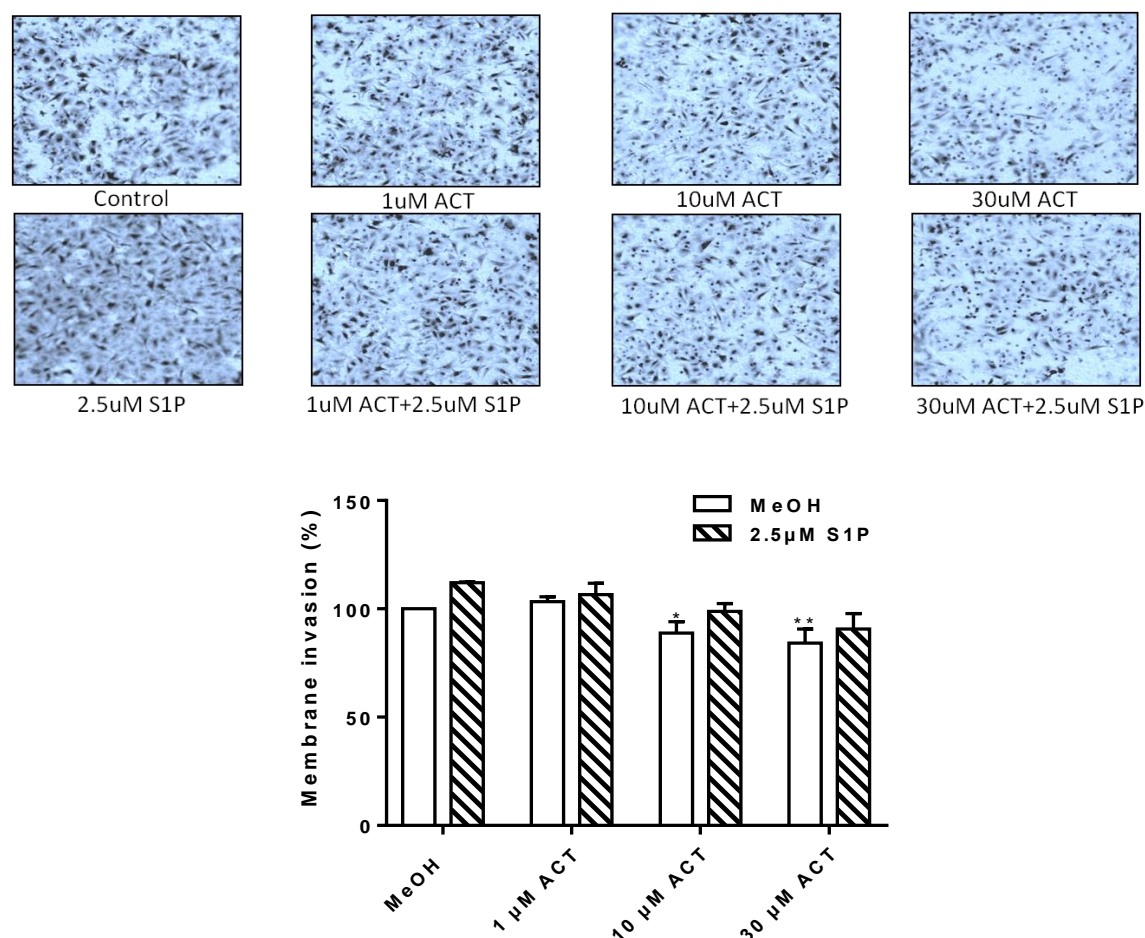 Control
1uM ACT
10uM ACT
30uM ACT
2.5uM S1P
1uM ACT+2.5uM S1P
10uM ACT+2.5uM S1P
30uM ACT+2.5uM S1P
Membrane invasion (%)
150
100
50
0
MeOH
2.5µM S1P
*
**
MeOH
1 µM ACT
10 µM ACT
30 µM ACT